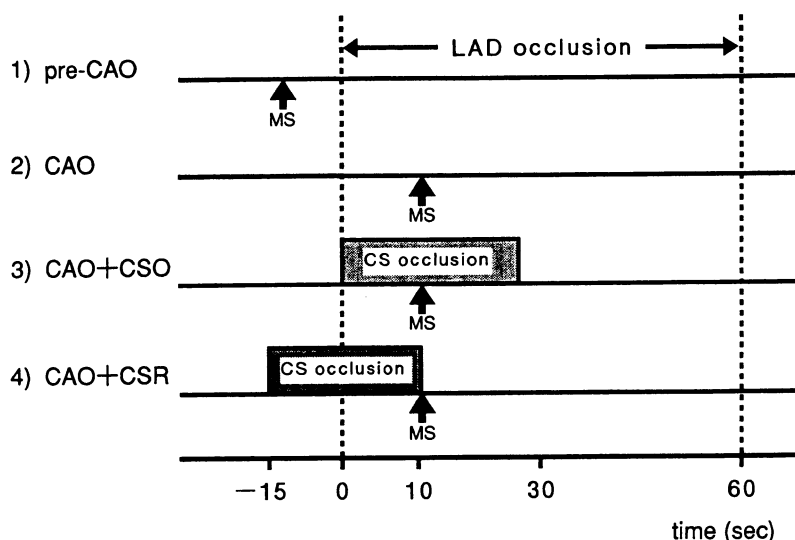 LAD occlusion
1) pre-CAO
MS
2) CAO
MS
CS occlusion
3) CAO+CSO
MS
CS occlusion
4) CAO+CSR
MS
−15 0 10 30 60
time (sec)